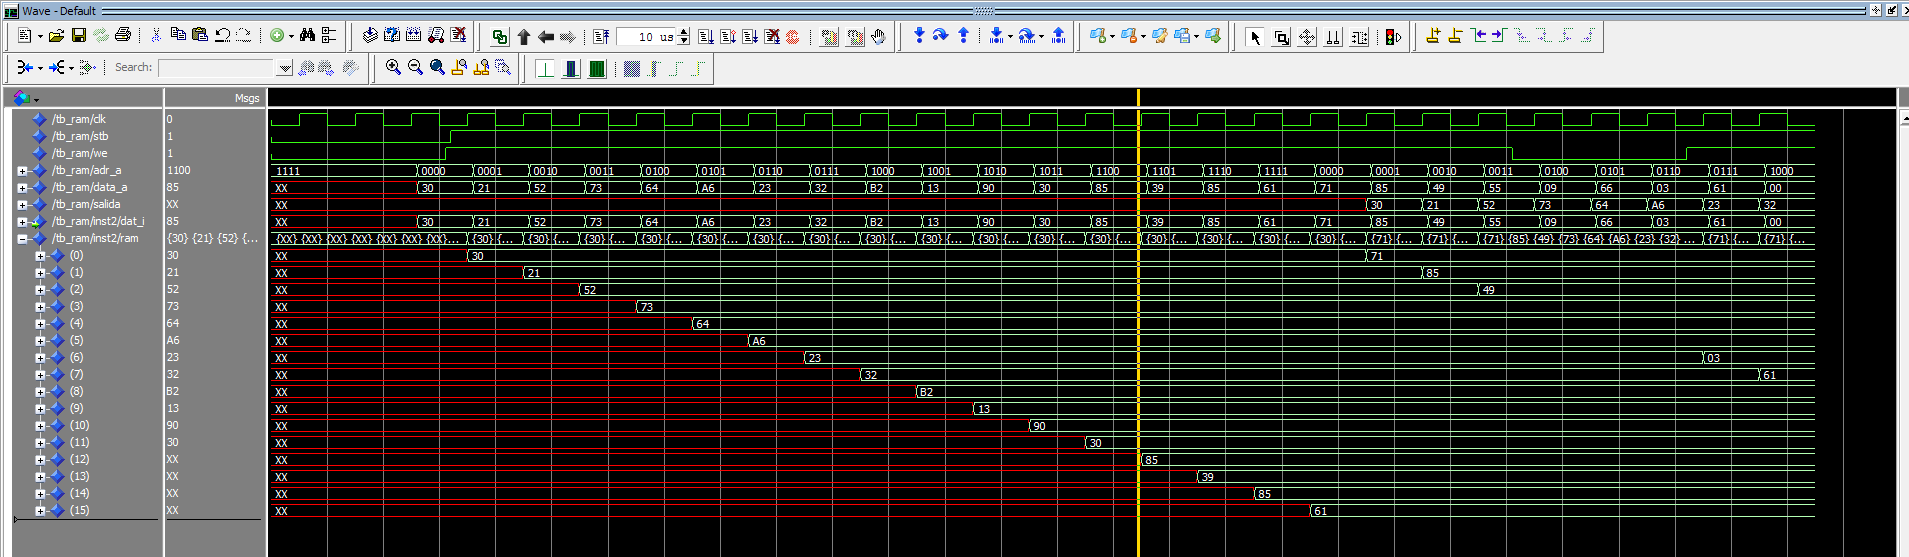 Wave - Default
10 us
Search:
Msgs
/tb_ram/clk 0
/tb_ram/stb 1
/tb_ram/we 1
/tb_ram/adr_a 1100 1111 0000 0001 0010 0011 0100 0101 0110 0111 1000 1001 1010 1011 1100 1101 1110 1111 0000 0001 0010 0011 0100 0101 0110 0111 1000
/tb_ram/data_a 85 XX 30 21 52 73 64 A6 23 32 B2 13 90 30 85 39 85 61 71 85 49 55 09 66 03 61 00
/tb_ram/salida XX 30 21 52 73 64 A6 23 32
/tb_ram/inst2/dat_i 85 XX 30 21 52 73 64 A6 23 32 B2 13 90 30 85 39 85 61 71 85 49 55 09 66 03 61 00
/tb_ram/inst2/ram {30} {21} {52} {... {XX} {XX} {XX} {XX} {XX} {XX}... {30} {... {30} {... {30} {... {30} {... {30} {... {30} {... {30} {... {30} {... {30} {... {30} {... {30} {... {30} {... {30} {... {30} {... {30} {... {30} {... {71} {... {71} {... {71} {85} {49} {73} {64} {A6} {23} {32} ... {71} {... {71} {...
(0) 30 XX 30 71
(1) 21 XX 21 85
(2) 52 XX 52 49
(3) 73 XX 73
(4) 64 XX 64
(5) A6 XX A6
(6) 23 XX 23 03
(7) 32 XX 32 61
(8) B2 XX B2
(9) 13 XX 13
(10) 90 XX 90
(11) 30 XX 30
(12) XX XX 85
(13) XX XX 39
(14) XX XX 85
(15) XX XX 61